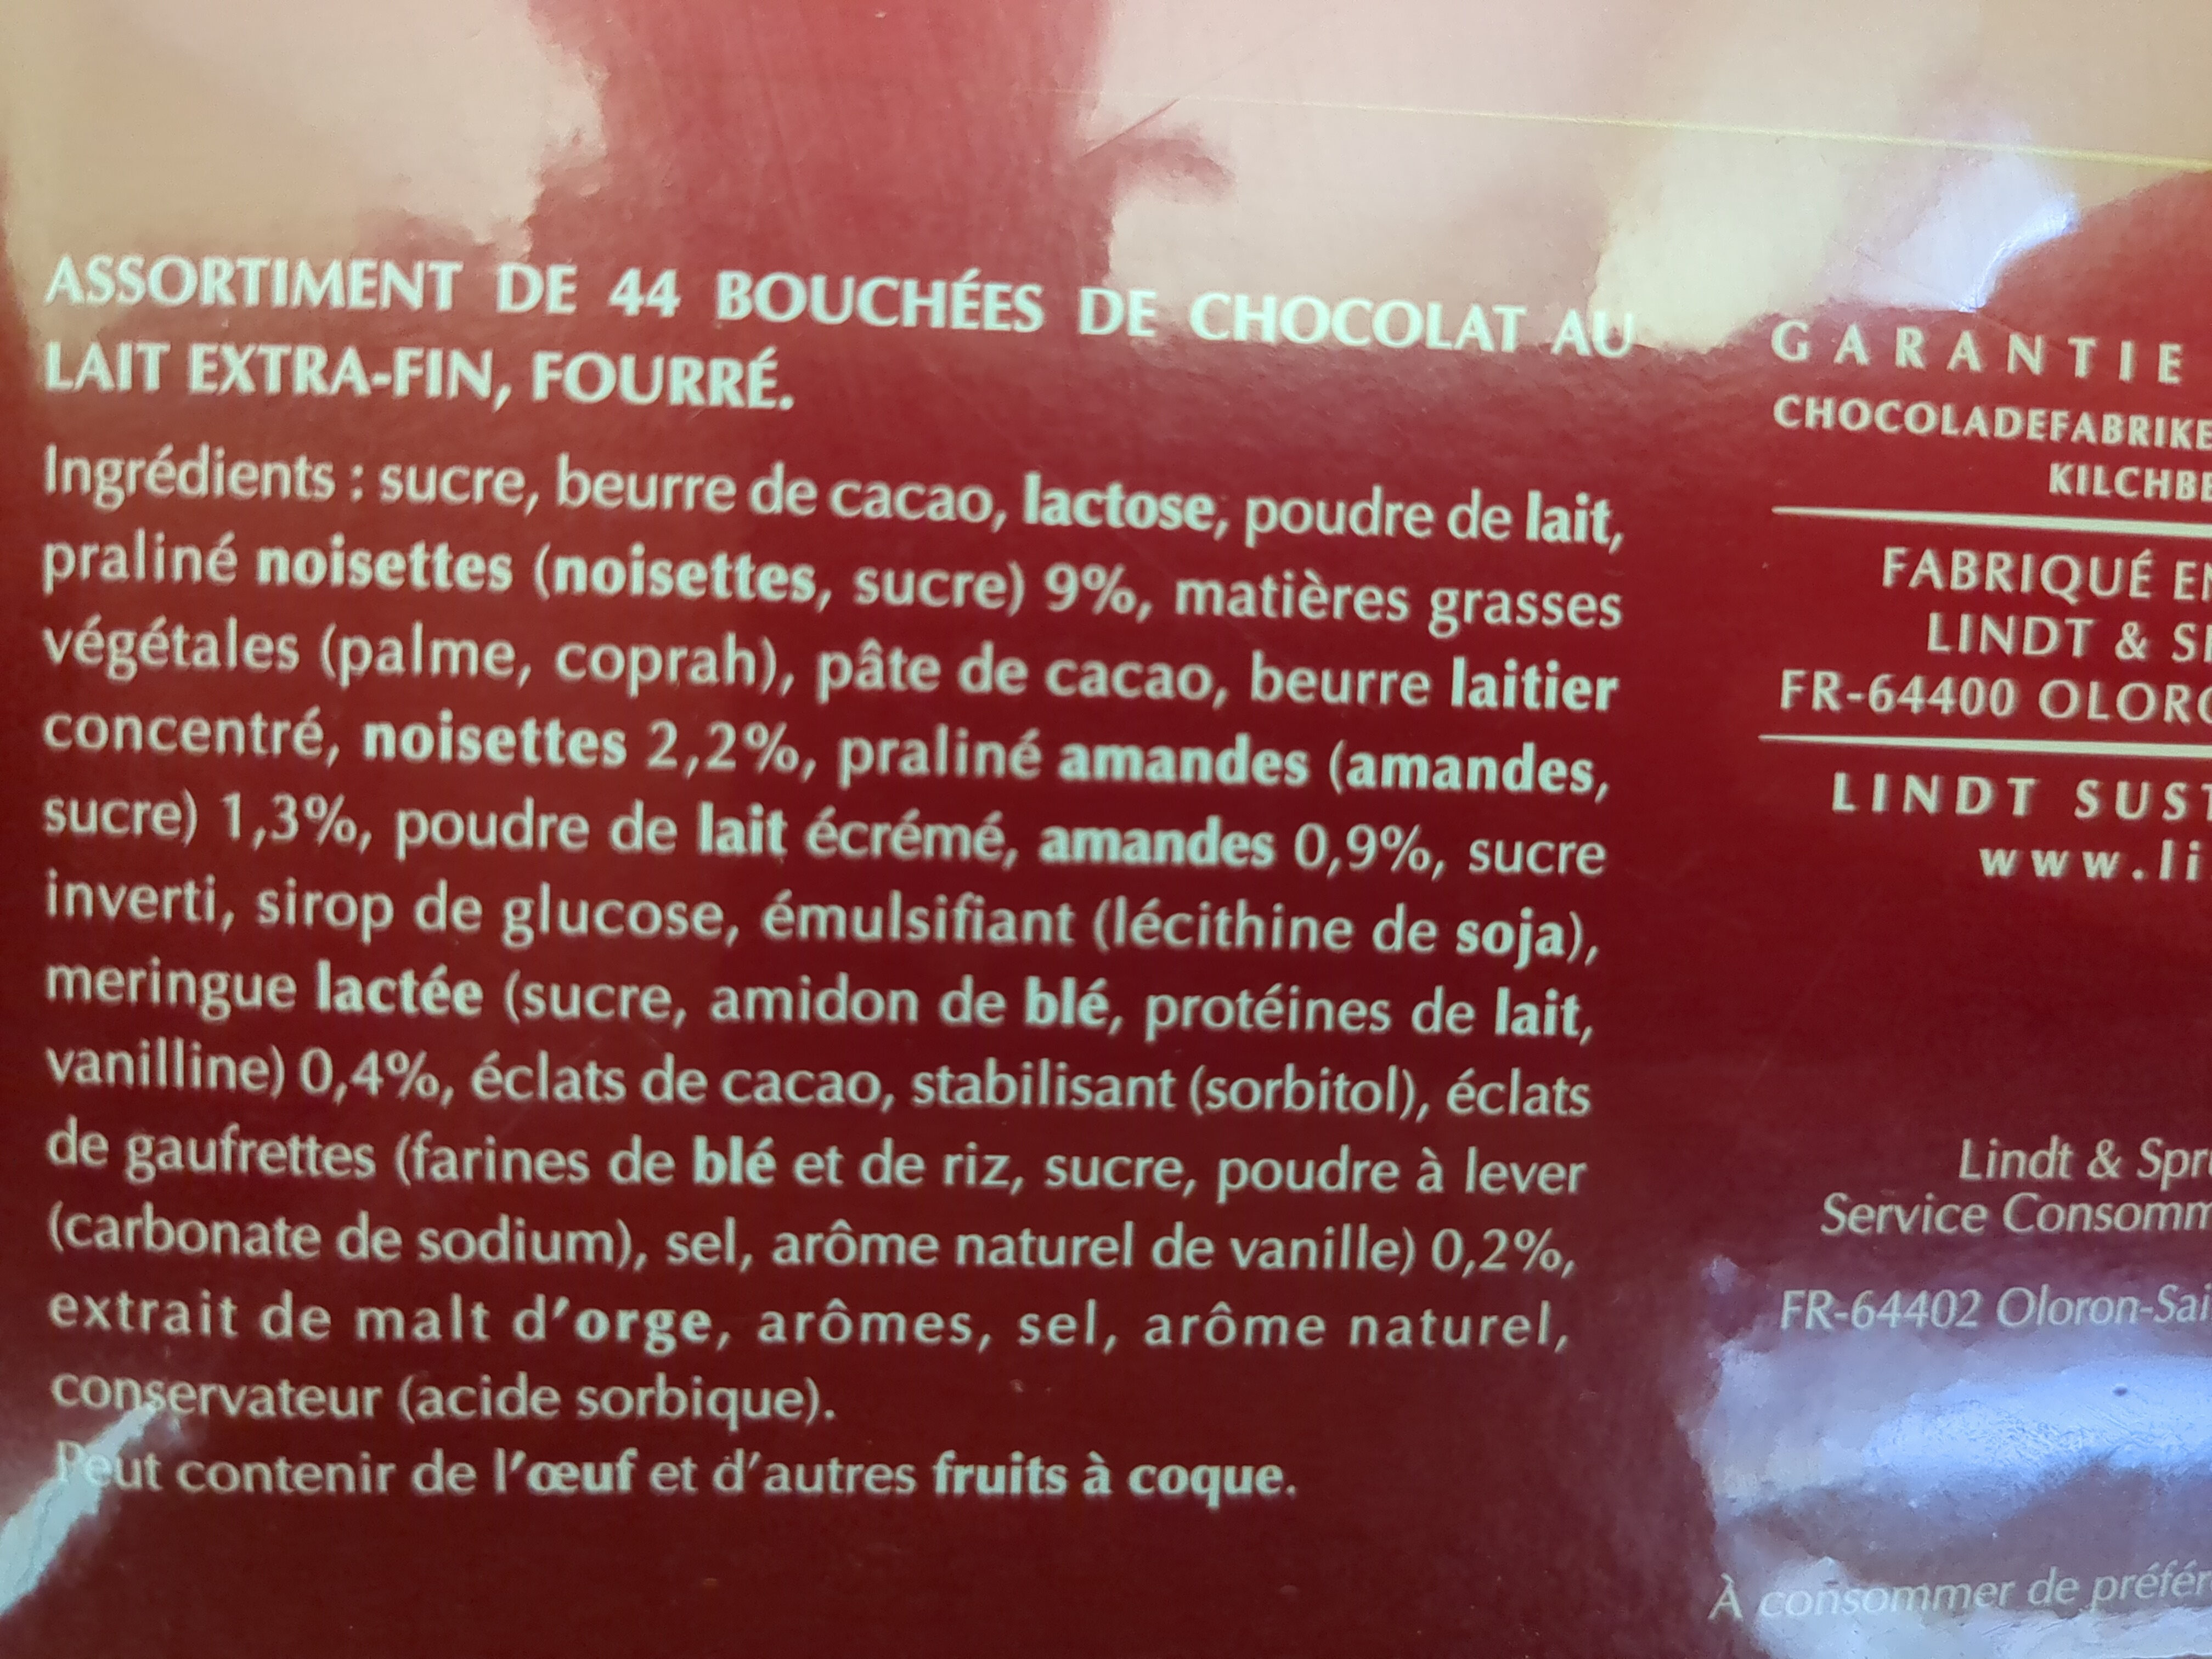 ASSORTIMENT DE 44 BOUCHÉES DE CHOCOLAT AU
LAIT EXTRA-FIN, FOURRÉ.
Ingrédients : sucre, beurre de cacao, lactose, poudre de lait,
praliné noisettes (noisettes, sucre) 9%, matières grasses
végétales (palme, coprah), pâte de cacao, beurre laitier
concentré, noisettes 2,2%, praliné amandes (amandes,
sucre) 1,3%, poudre de lait écrémé, amandes 0,9%, sucre
inverti, sirop de glucose, émulsifiant (lécithine de soja),
meringue lactée (sucre, amidon de blé, protéines de lait,
vanilline) 0,4%, éclats de cacao, stabilisant (sorbitol), éclats
de gaufrettes (farines de blé et de riz, sucre, poudre à lever
(carbonate de sodium), sel, arôme naturel de vanille) 0,2%,
extrait de malt d'orge, arômes, sel, arôme naturel,
conservateur (acide sorbique).
Peut contenir de l'œuf et d'autres fruits à coque.
GARANTIE
CHOCOLADEFABRIKE
KILCHBE
FABRIQUÉ EN
LINDT & S
FR-64400 OLORO
LINDT SUST
www.li
Lindt & Spr
Service Consomm
FR-64402 Oloron-Sai
À consommer de préfér